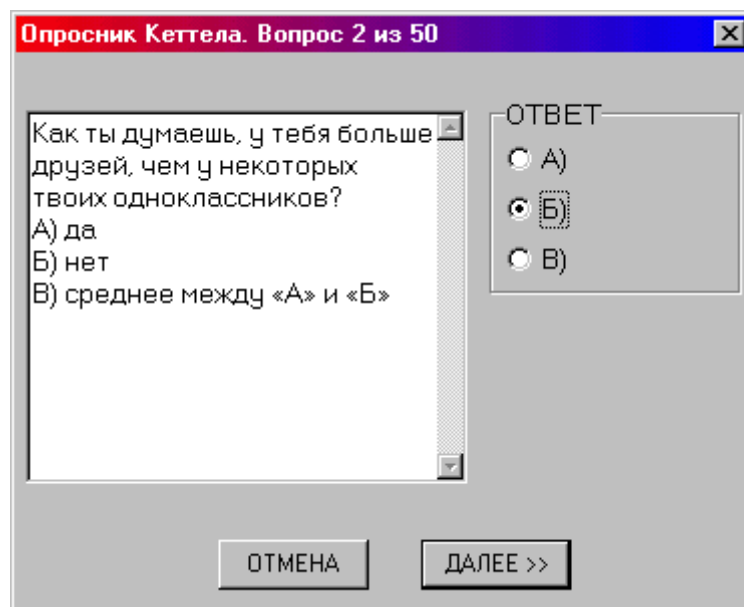 Опросник Кеттела. Вопрос 2 из 50
Как ты думаешь, у тебя больше
друзей, чем у некоторых
твоих одноклассников?
А) да
Б) нет
В) среднее между «А» и «Б»
ОТВЕТ
А)
Б)
В)
ОТМЕНА
ДАЛЕЕ >>